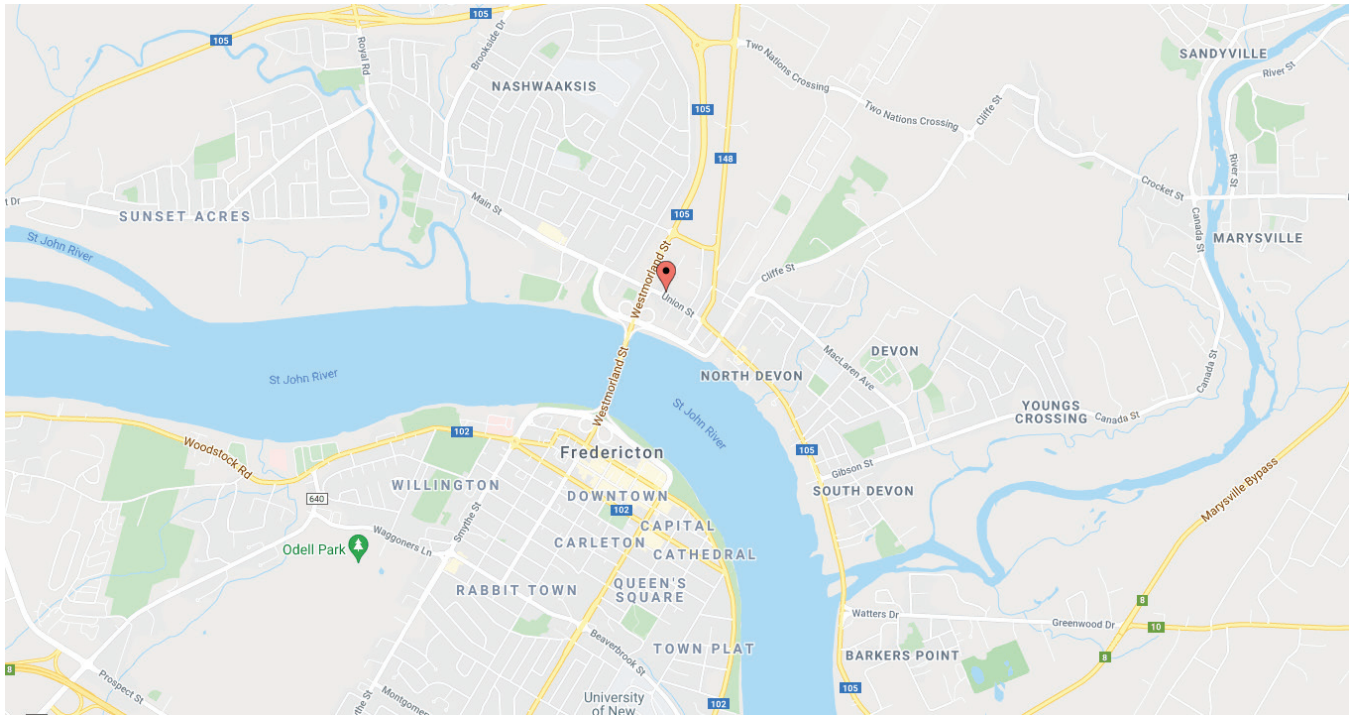 105
SANDYVILLE
105
Royal Rd
Brookside Dr
Two Nations Crossing
River St
NASHWAAKSIS
105
Two Nations Crossing
Cliffe St
148
River St
Crocket St
Main St
t Dr
SUNSET ACRES
105
Canada St
MARYSVILLE
St John River
Westmorland St
Cliffe St
Union St
MacLaren Ave
DEVON
Canada St
St John River
Westmorland St
NORTH DEVON
St John River
YOUNGS
CROSSING
Canada St
102
Woodstock Rd
Fredericton
105
Gibson St
Marysville Bypass
WILLINGTON
640
DOWNTOWN
SOUTH DEVON
102
Smythe St
Waggoners Ln
CAPITAL
Odell Park
CARLETON
CATHEDRAL
RABBIT TOWN
QUEEN'S
SQUARE
8
Watters Dr
Greenwood Dr
10
Beaverbrook St
TOWN PLAT
BARKERS POINT
8
8
Prospect St
Smythe St
Montgom
University
of New
105
102